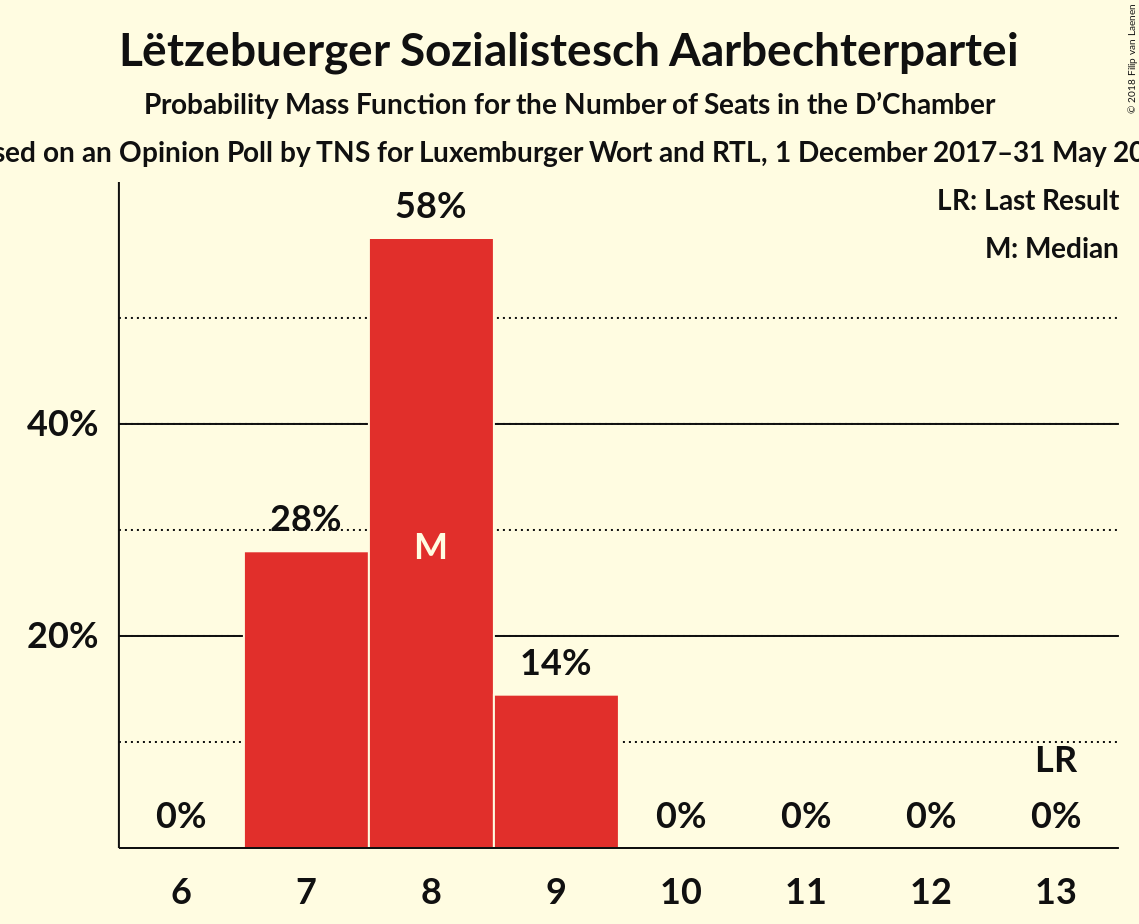 Lëtzebuerger Sozialistesch Aarbechterpartei
Probability Mass Function for the Number of Seats in the D’Chamber
sed on an Opinion Poll by TNS for Luxemburger Wort and RTL, 1 December 2017–31 May 20
© 2018 Filip van Laenen
LR: Last Result
M: Median
58%
40%
28%
M
20%
14%
LR
0% 0% 0% 0% 0%
6 7 8 9 10 11 12 13